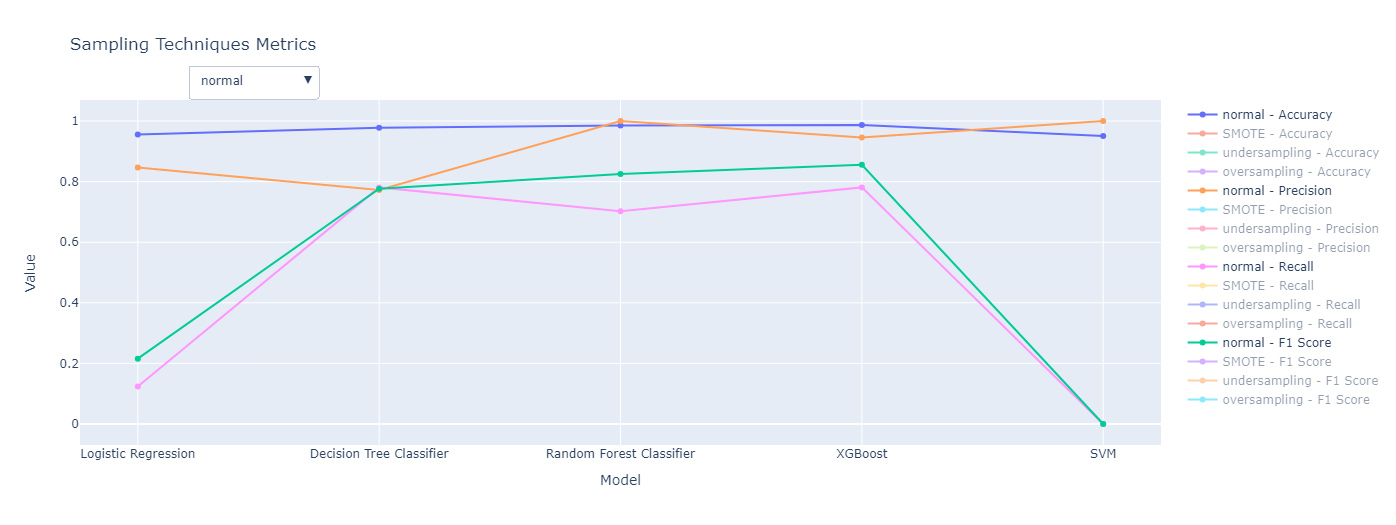 Sampling Techniques Metrics
normal ▼
1
0.8
0.6
0.4
0.2
0
Value
Logistic Regression
Decision Tree Classifier
Random Forest Classifier
XGBoost
SVM
Model
normal - Accuracy
SMOTE - Accuracy
undersampling - Accuracy
oversampling - Accuracy
normal - Precision
SMOTE - Precision
undersampling - Precision
oversampling - Precision
normal - Recall
SMOTE - Recall
undersampling - Recall
oversampling - Recall
normal - F1 Score
SMOTE - F1 Score
undersampling - F1 Score
oversampling - F1 Score